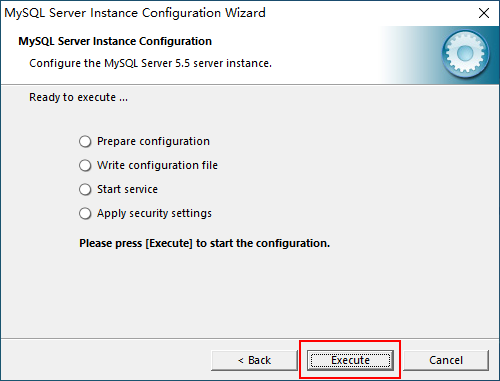 MySQL Server Instance Configuration Wizard
MySQL Server Instance Configuration
Configure the MySQL Server 5.5 server instance.
Ready to execute ...
Prepare configuration
Write configuration file
Start service
Apply security settings
Please press [Execute] to start the configuration.
< Back
Execute
Cancel